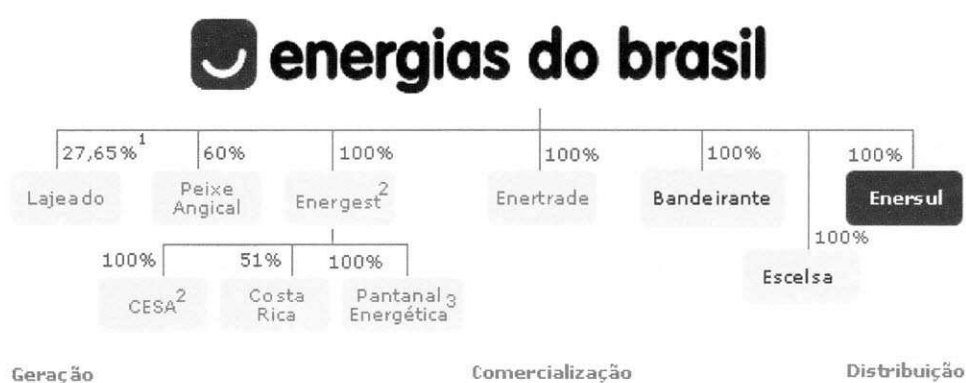 energias do brasil
27,65%1
60%
100%
100%
100%
100%
Lajeado
Peixe
Angical
Energest2
Enertrade
Bandeirante
Enersul
100%
51%
100%
100%
CESA2
Costa
Rica
Pantanal3
Energética
Escelsa
Geração
Comercialização
Distribuição